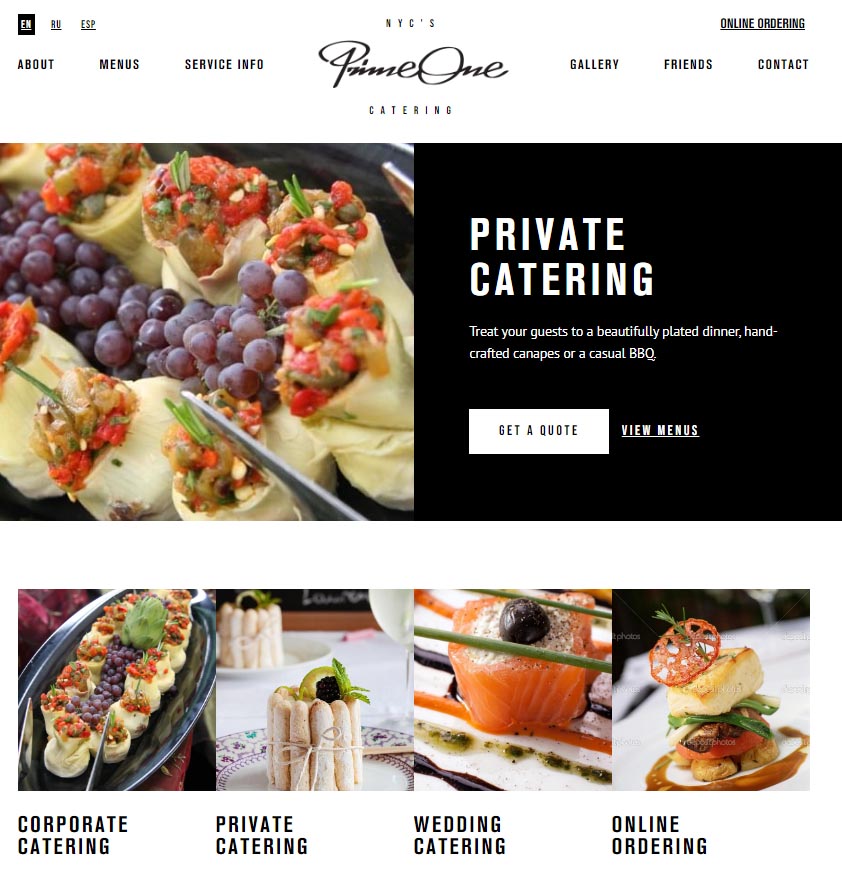 EN RU ESP
NYC'S
ONLINE ORDERING
ABOUT MENUS SERVICE INFO
PrimeOne
GALLERY FRIENDS CONTACT
CATERING
PRIVATE
CATERING
Treat your guests to a beautifully plated dinner, hand-
crafted canapes or a casual BBQ.
GET A QUOTE VIEW MENUS
CORPORATE
CATERING
PRIVATE
CATERING
WEDDING
CATERING
ONLINE
ORDERING